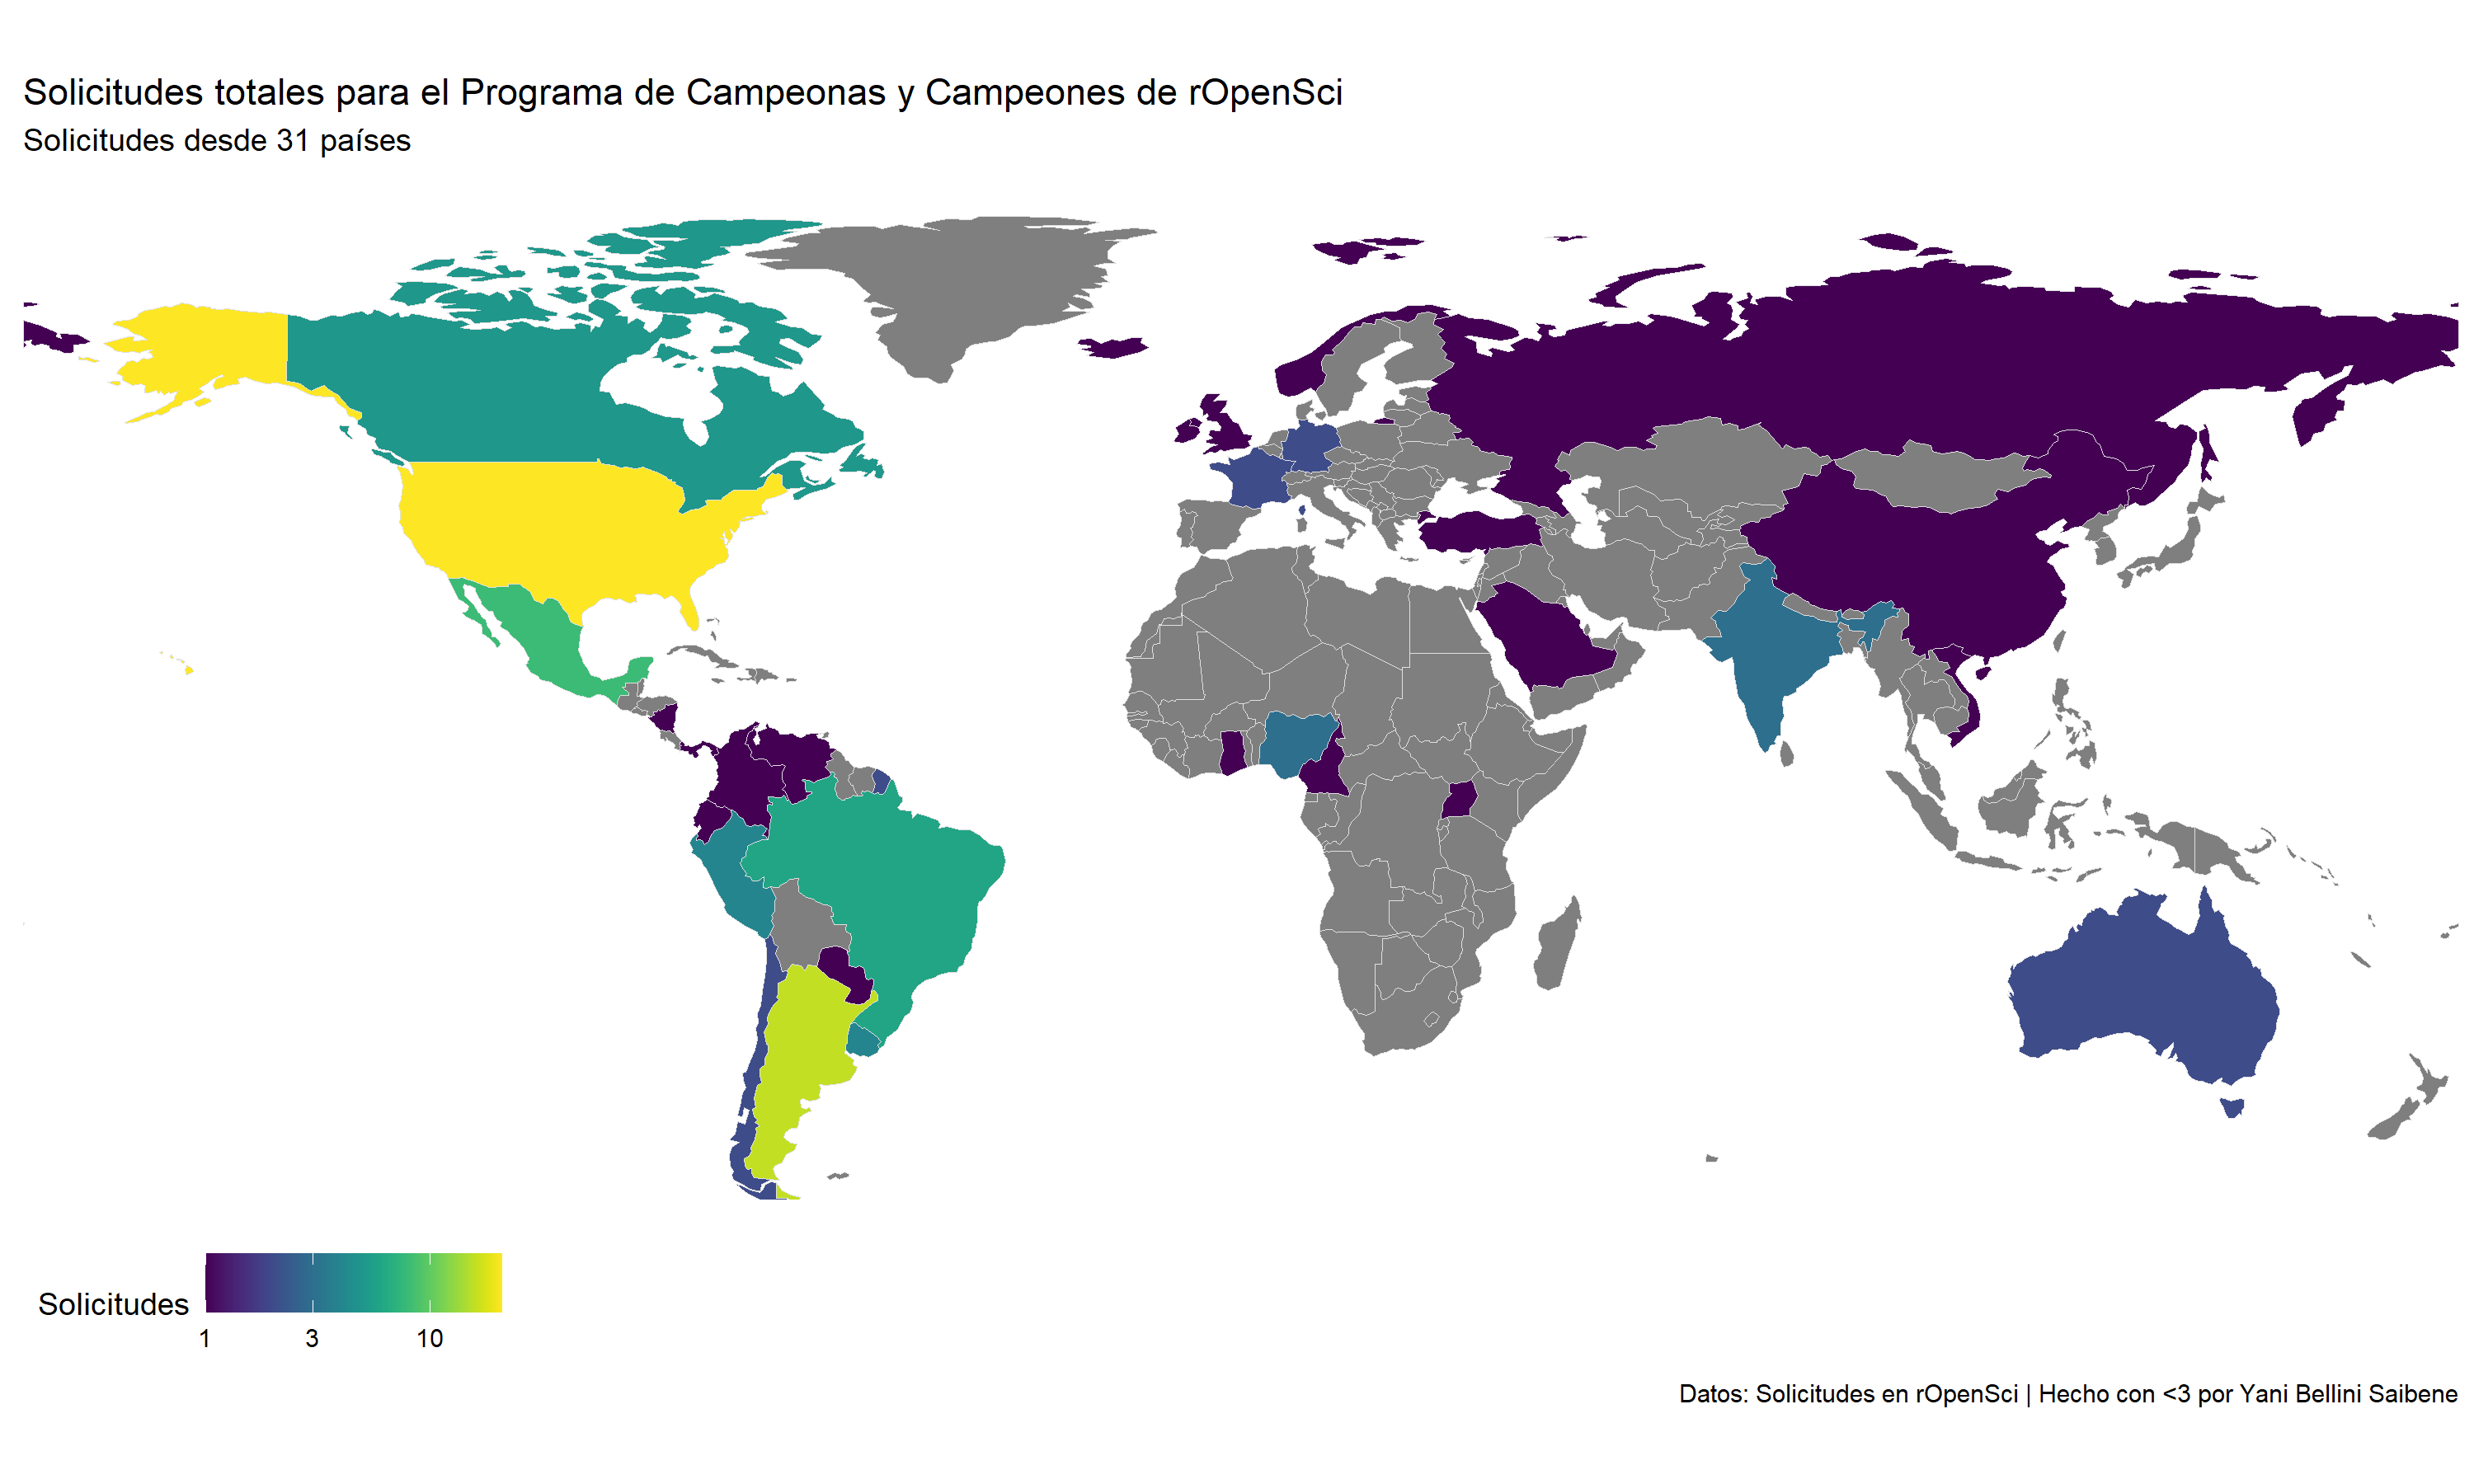 Solicitudes totales para el Programa de Campeonas y Campeones de rOpenSci
Solicitudes desde 31 países
Solicitudes
1 3 10
Datos: Solicitudes en rOpenSci | Hecho con <3 por Yani Bellini Saibene